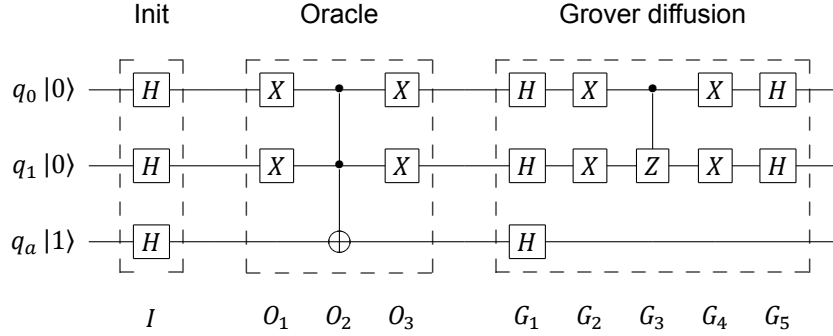 Init Oracle Grover diffusion
q₀ |0⟩ H X X H X X H
q₁ |0⟩ H X X H X Z X H
qₐ |1⟩ H H
I O₁ O₂ O₃ G₁ G₂ G₃ G₄ G₅